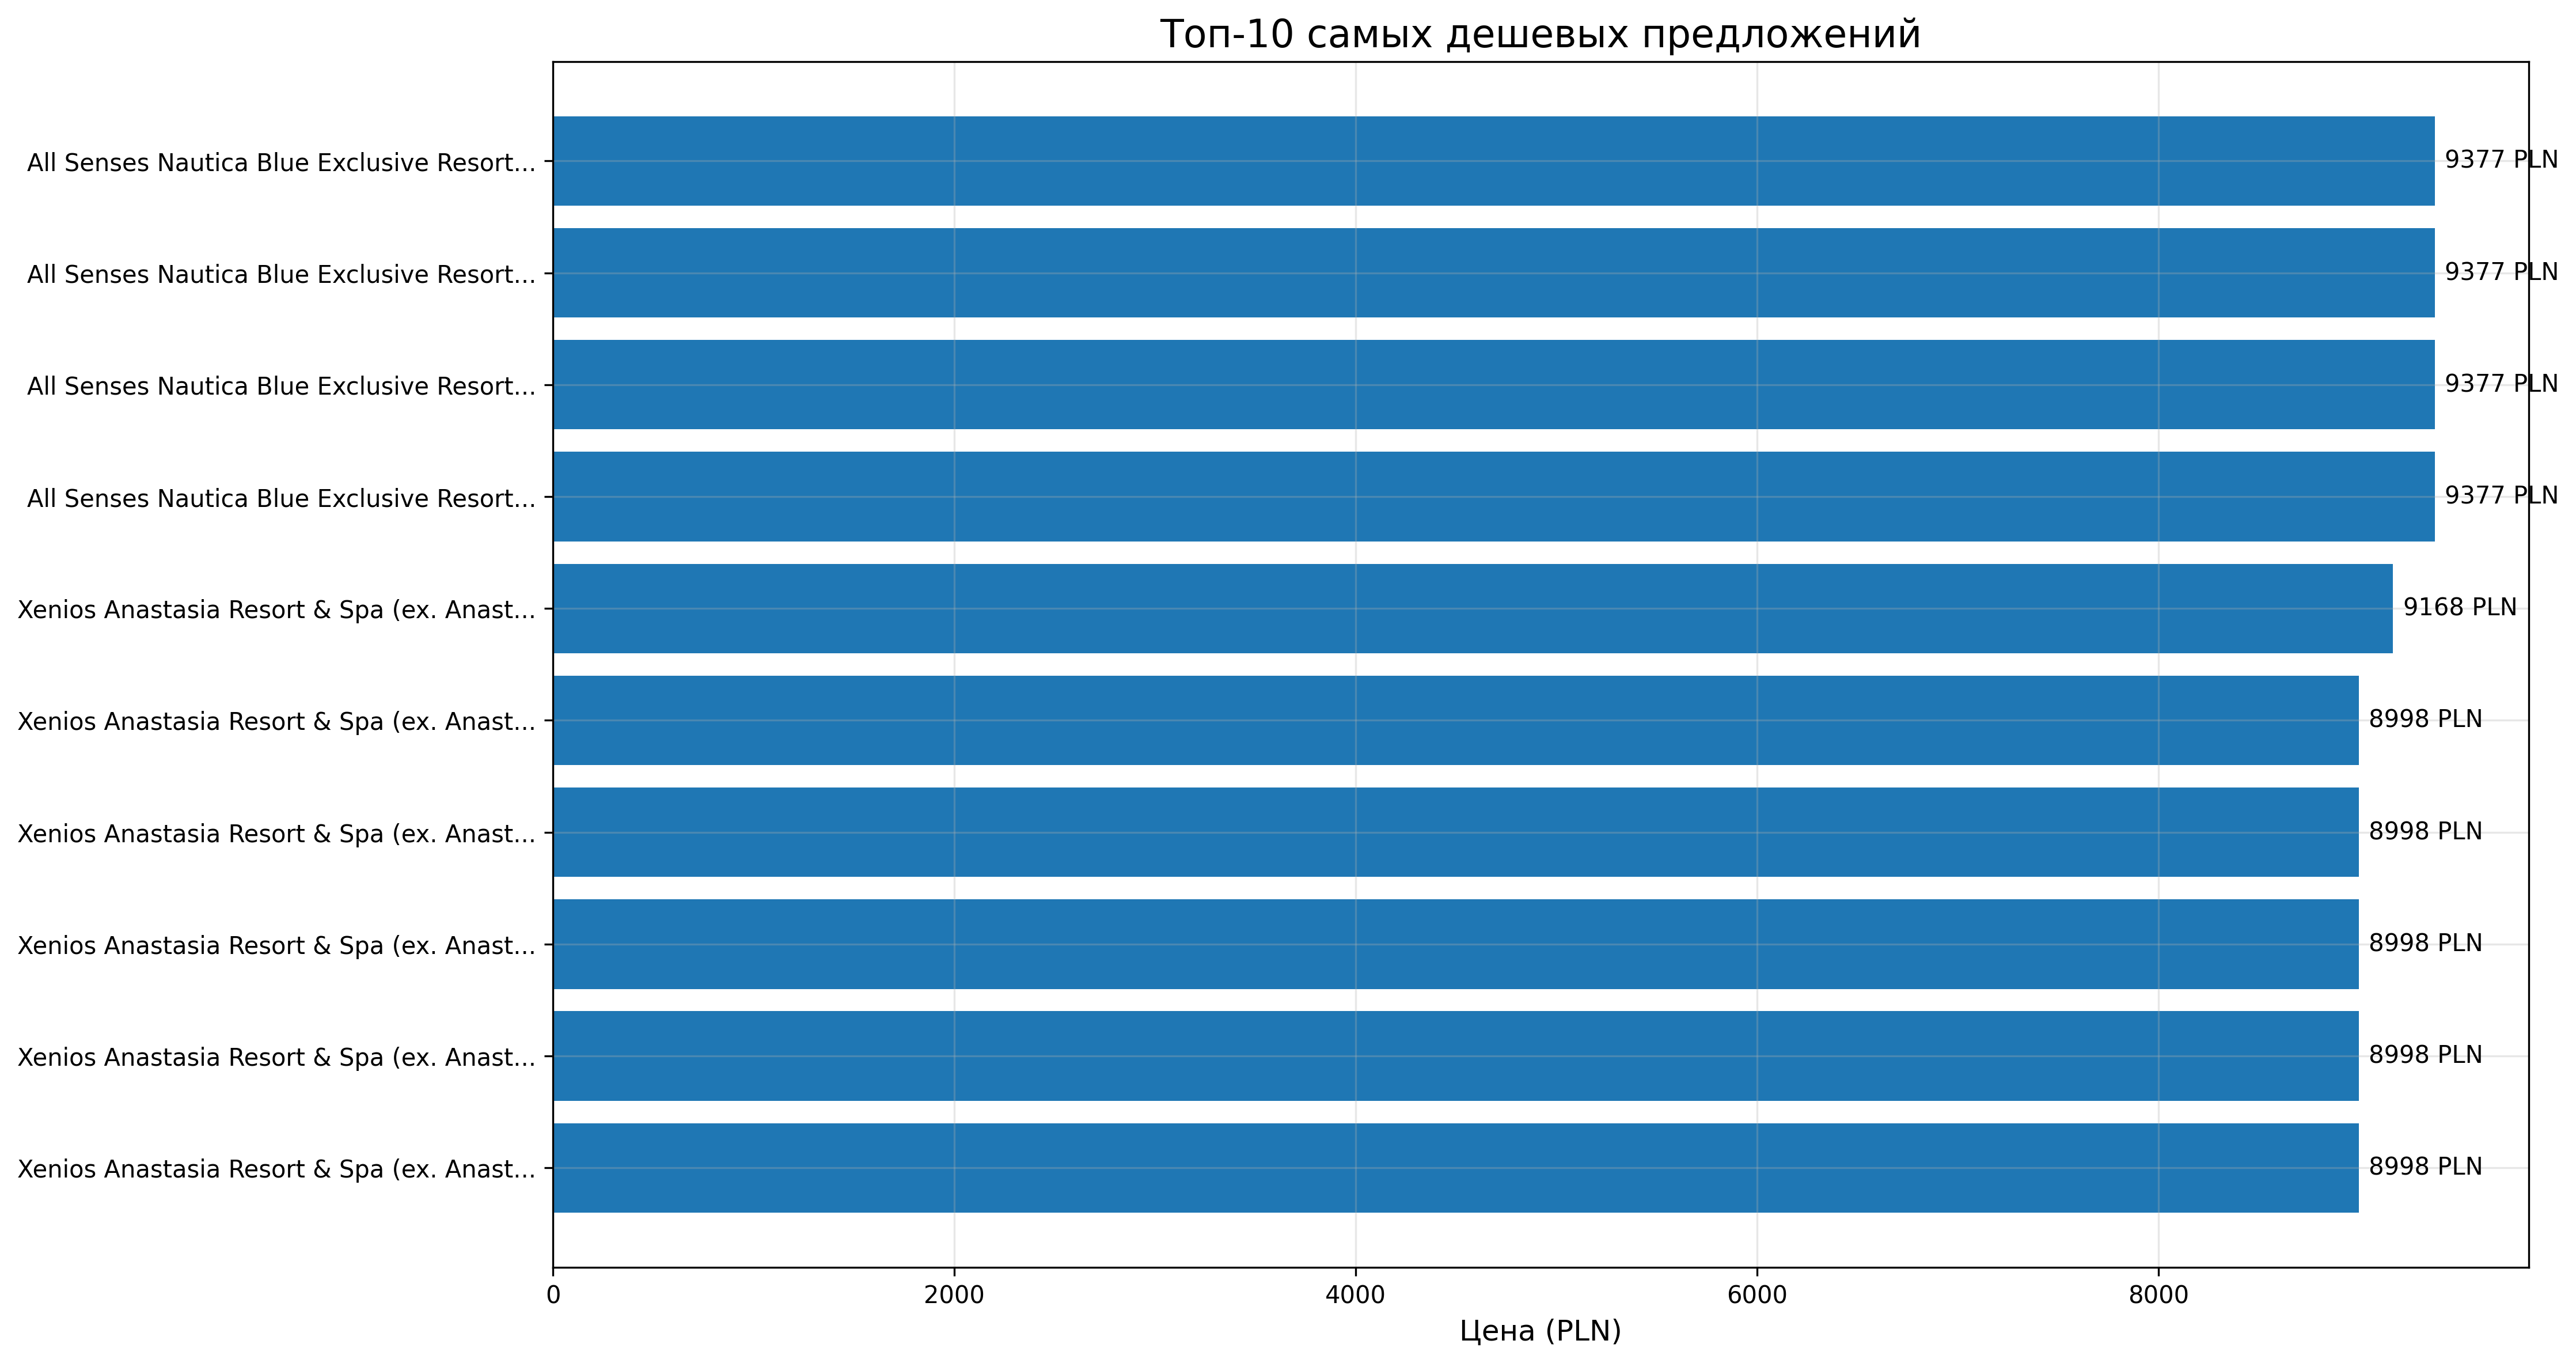 Топ-10 самых дешевых предложений
All Senses Nautica Blue Exclusive Resort... 9377 PLN
All Senses Nautica Blue Exclusive Resort... 9377 PLN
All Senses Nautica Blue Exclusive Resort... 9377 PLN
All Senses Nautica Blue Exclusive Resort... 9377 PLN
Xenios Anastasia Resort & Spa (ex. Anast... 9168 PLN
Xenios Anastasia Resort & Spa (ex. Anast... 8998 PLN
Xenios Anastasia Resort & Spa (ex. Anast... 8998 PLN
Xenios Anastasia Resort & Spa (ex. Anast... 8998 PLN
Xenios Anastasia Resort & Spa (ex. Anast... 8998 PLN
Xenios Anastasia Resort & Spa (ex. Anast... 8998 PLN
0 2000 4000 6000 8000
Цена (PLN)